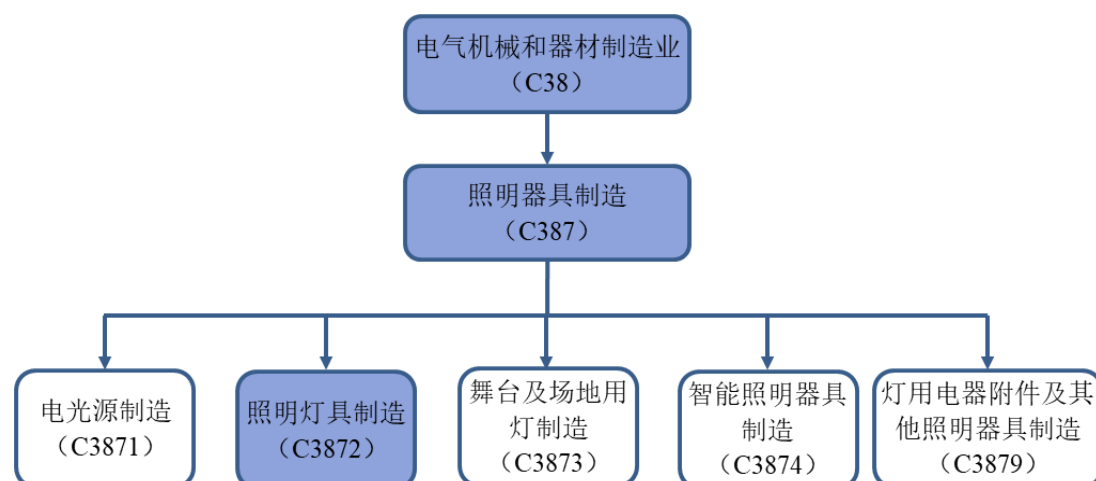 电气机械和器材制造业
（C38）
照明器具制造
（C387）
电光源制造
（C3871）
照明灯具制造
（C3872）
舞台及场地用
灯制造
（C3873）
智能照明器具
制造
（C3874）
灯用电器附件及其
他照明器具制造
（C3879）